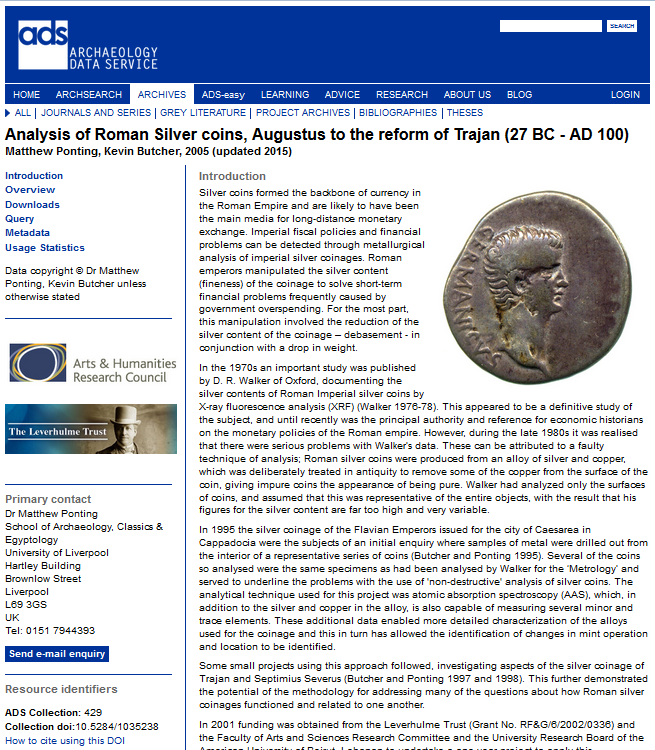 ads
ARCHAEOLOGY
DATA SERVICE
SEARCH
HOME ARCHSEARCH ARCHIVES ADS-easy LEARNING ADVICE RESEARCH ABOUT US BLOG LOGIN
ALL | JOURNALS AND SERIES | GREY LITERATURE | PROJECT ARCHIVES | BIBLIOGRAPHIES | THESES
Analysis of Roman Silver coins, Augustus to the reform of Trajan (27 BC - AD 100)
Matthew Ponting, Kevin Butcher, 2005 (updated 2015)
Introduction
Overview
Downloads
Query
Metadata
Usage Statistics
Data copyright © Dr Matthew
Ponting, Kevin Butcher unless
otherwise stated
Arts & Humanities
Research Council
The Leverhulme Trust
Primary contact
Dr Matthew Ponting
School of Archaeology, Classics &
Egyptology
University of Liverpool
Hartley Building
Brownlow Street
Liverpool
L69 3GS
UK
Tel: 0151 7944393
Send e-mail enquiry
Resource identifiers
ADS Collection: 429
Collection doi:10.5284/1035238
How to cite using this DOI
Introduction
Silver coins formed the backbone of currency in
the Roman Empire and are likely to have been
the main media for long-distance monetary
exchange. Imperial fiscal policies and financial
problems can be detected through metallurgical
analysis of imperial silver coinages. Roman
emperors manipulated the silver content
(fineness) of the coinage to solve short-term
financial problems frequently caused by
government overspending. For the most part,
this manipulation involved the reduction of the
silver content of the coinage – debasement - in
conjunction with a drop in weight.
In the 1970s an important study was published
by D. R. Walker of Oxford, documenting the
silver contents of Roman Imperial silver coins by
X-ray fluorescence analysis (XRF) (Walker 1976-78). This appeared to be a definitive study of
the subject, and until recently was the principal authority and reference for economic historians
on the monetary policies of the Roman empire. However, during the late 1980s it was realised
that there were serious problems with Walker's data. These can be attributed to a faulty
technique of analysis; Roman silver coins were produced from an alloy of silver and copper,
which was deliberately treated in antiquity to remove some of the copper from the surface of the
coin, giving impure coins the appearance of being pure. Walker had analyzed only the surfaces
of coins, and assumed that this was representative of the entire objects, with the result that his
figures for the silver content are far too high and very variable.
In 1995 the silver coinage of the Flavian Emperors issued for the city of Caesarea in
Cappadocia were the subjects of an initial enquiry where samples of metal were drilled out from
the interior of a representative series of coins (Butcher and Ponting 1995). Several of the coins
so analysed were the same specimens as had been analysed by Walker for the 'Metrology' and
served to underline the problems with the use of 'non-destructive' analysis of silver coins. The
analytical technique used for this project was atomic absorption spectroscopy (AAS), which, in
addition to the silver and copper in the alloy, is also capable of measuring several minor and
trace elements. These additional data enabled more detailed characterization of the alloys
used for the coinage and this in turn has allowed the identification of changes in mint operation
and location to be identified.
Some small projects using this approach followed, investigating aspects of the silver coinage of
Trajan and Septimius Severus (Butcher and Ponting 1997 and 1998). This further demonstrated
the potential of the methodology for addressing many of the questions about how Roman silver
coinages functioned and related to one another.
In 2001 funding was obtained from the Leverhulme Trust (Grant No. RF&G/6/2002/0336) and
the Faculty of Arts and Sciences Research Committee and the University Research Board of the